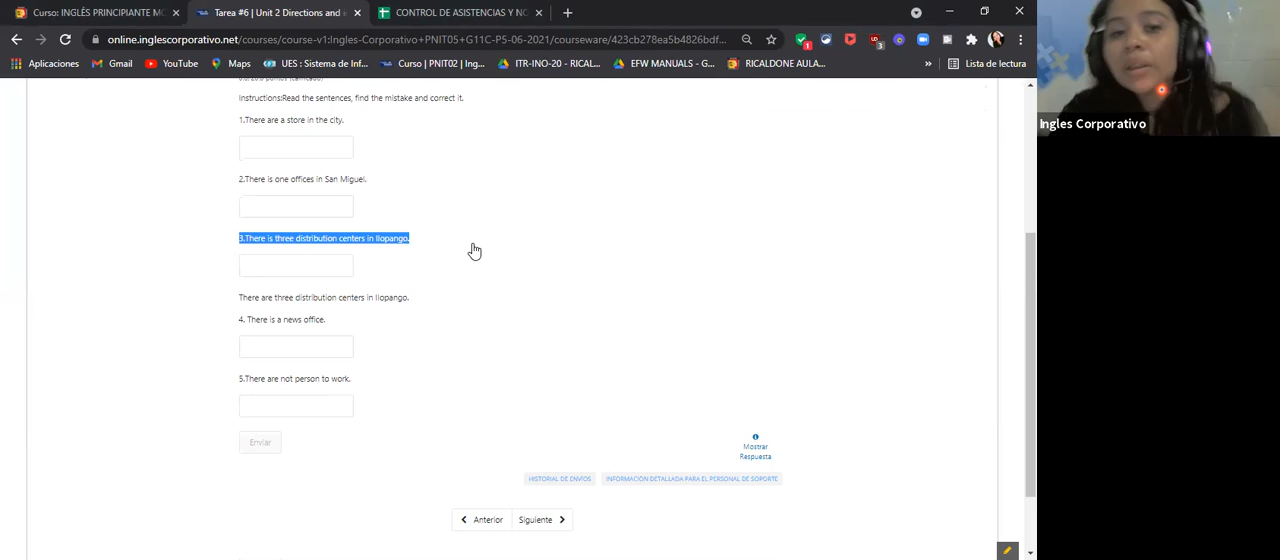 Curso: INGLÉS PRINCIPIANTE MO
Tarea #6 | Unit 2 Directions and i
CONTROL DE ASISTENCIAS Y NO
online.inglescorporativo.net/courses/course-v1:Ingles-Corporativo+PNIT05+G11C-P5-06-2021/courseware/423cb278ea5b4826bdf...
Aplicaciones
Gmail
YouTube
Maps
UES : Sistema de Inf...
Curso | PNIT02 | Ing...
ITR-INO-20 - RICAL...
EFW MANUALS - G...
RICALDONE AULA...
»
Lista de lectura
Instructions:Read the sentences, find the mistake and correct it.
1.There are a store in the city.
2.There is one offices in San Miguel.
3.There is three distribution centers in Ilopango.
There are three distribution centers in Ilopango.
4. There is a news office.
5.There are not person to work.
Enviar
Mostrar
Respuesta
HISTORIAL DE ENVÍOS
INFORMACIÓN DETALLADA PARA EL PERSONAL DE SOPORTE
Anterior
Siguiente
Ingles Corporativo